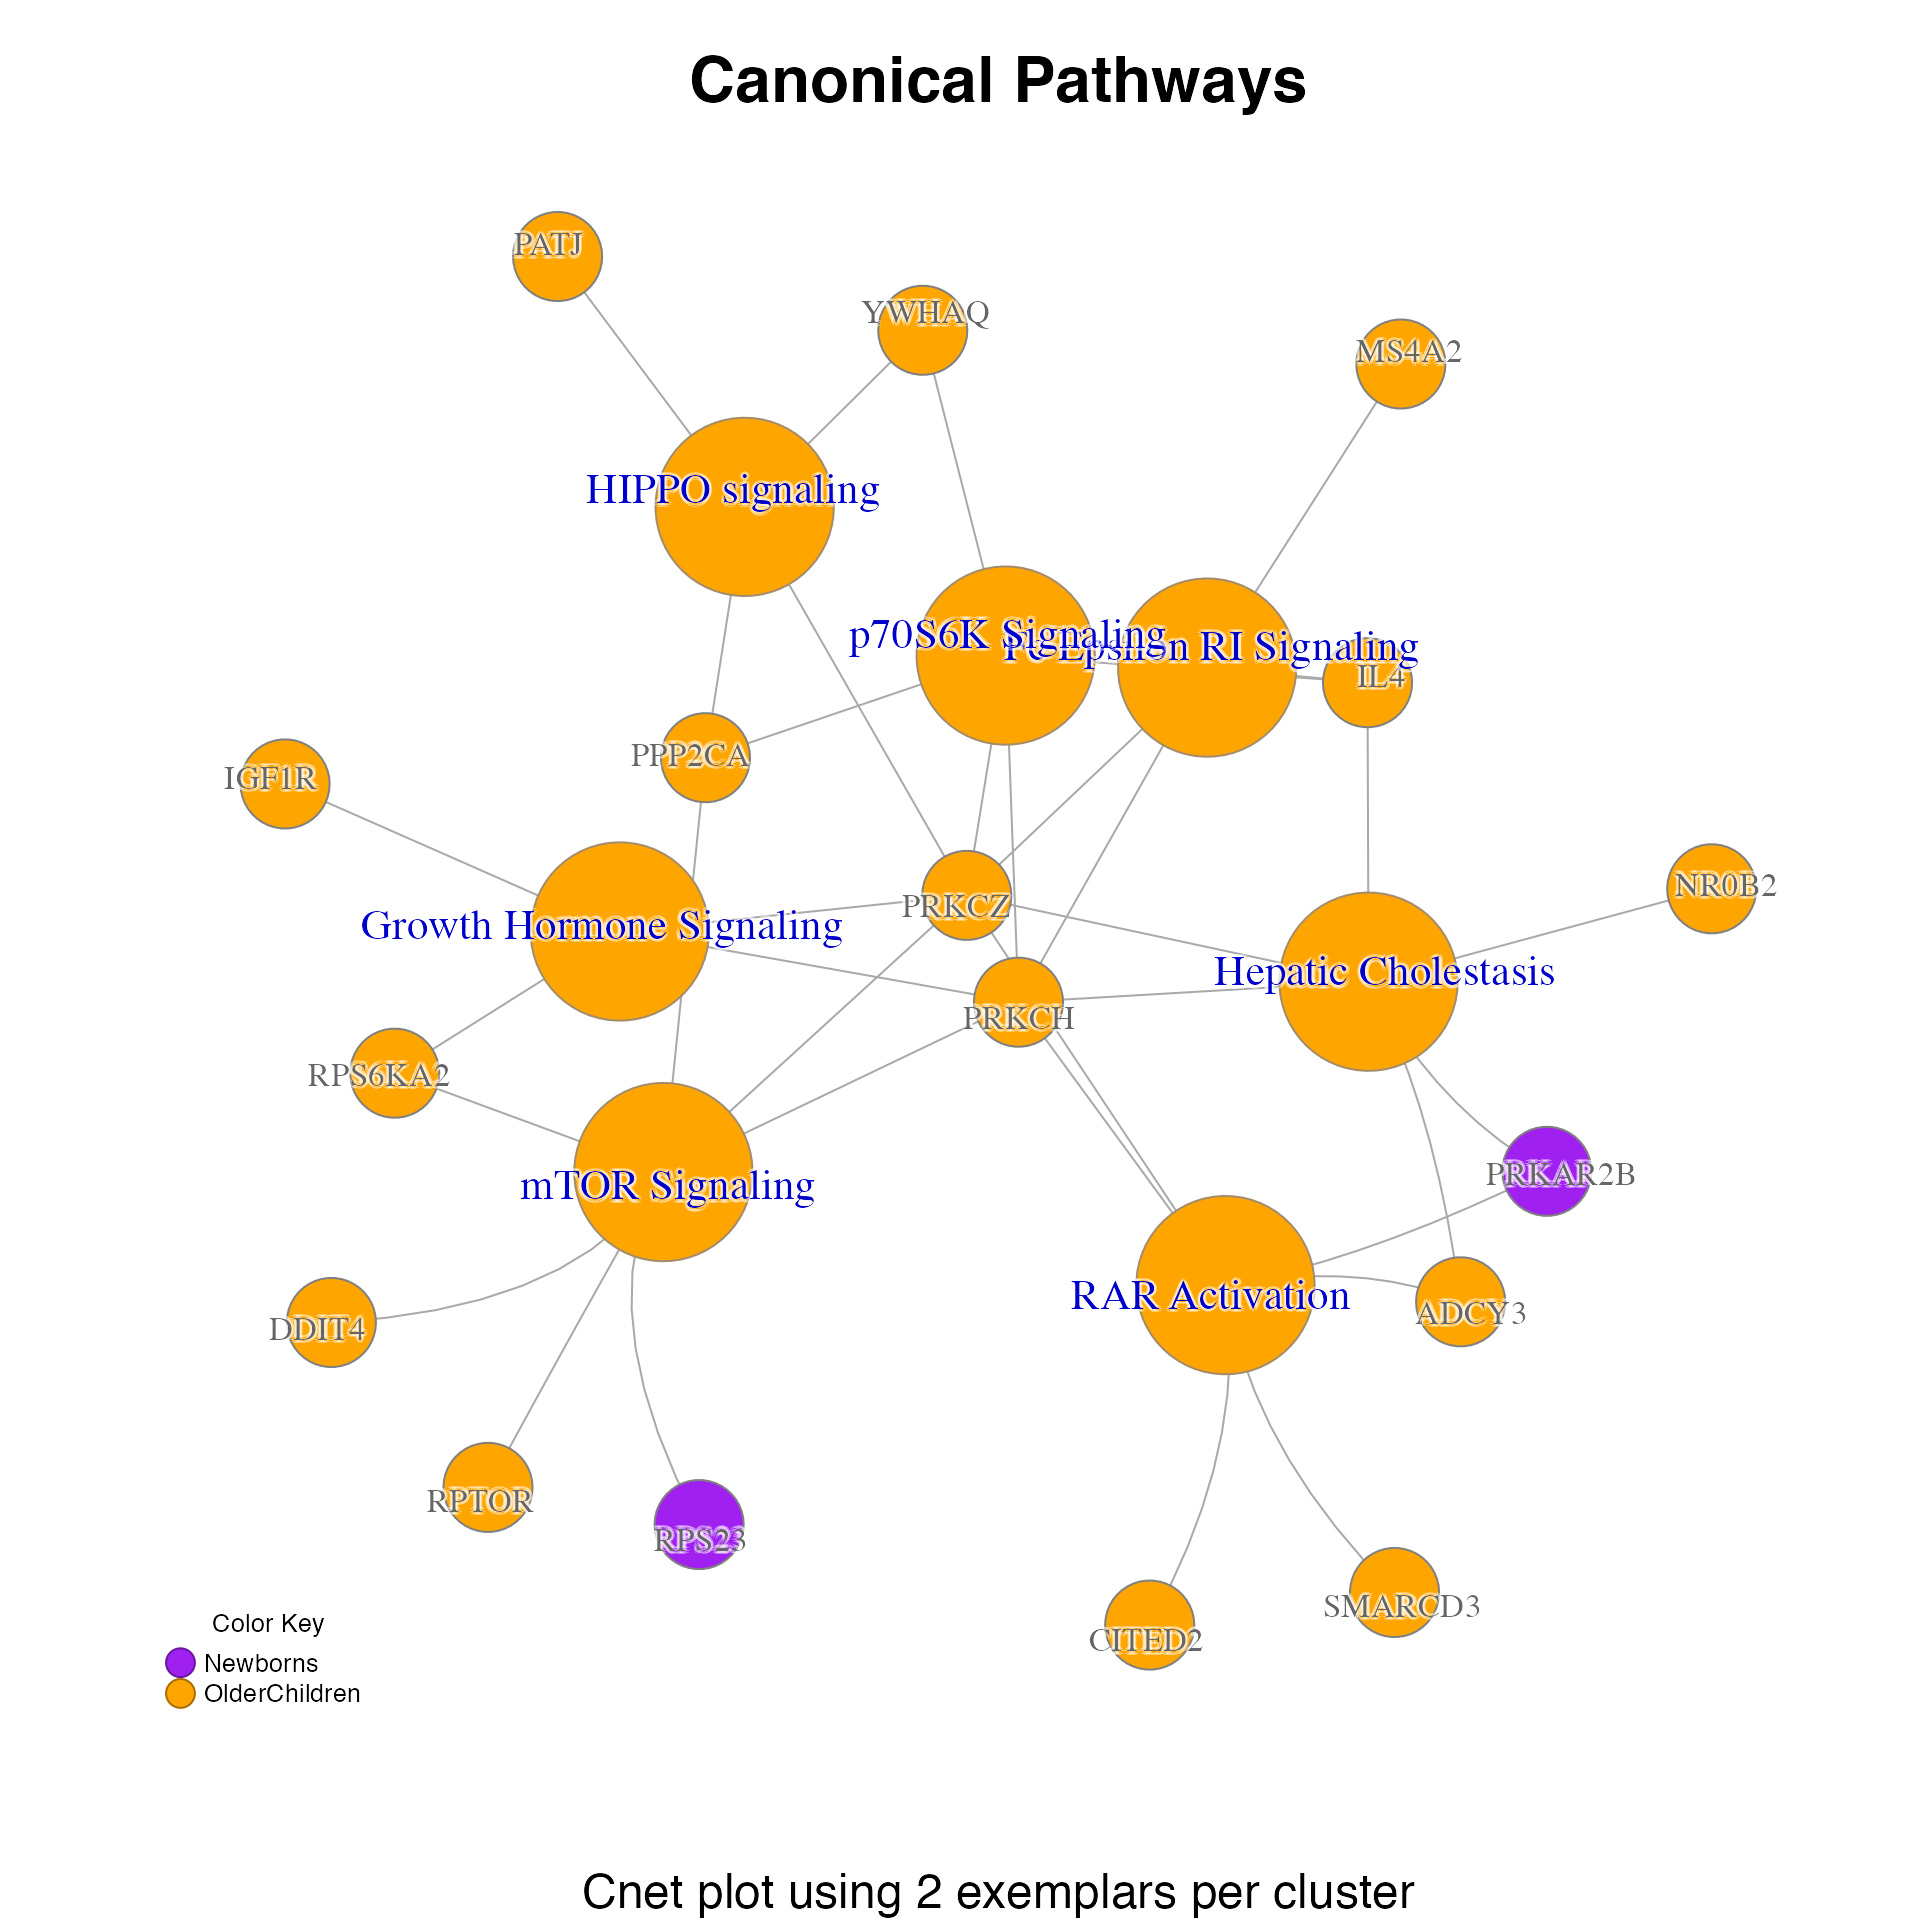 Canonical Pathways
PATJ
YWHAQ
MS4A2
HIPPO signaling
p70S6K Signaling
Fc Epsilon RI Signaling
IL4
PPP2CA
IGF1R
NR0B2
PRKCZ
Growth Hormone Signaling
Hepatic Cholestasis
PRKCH
RPS6KA2
PRKAR2B
mTOR Signaling
RAR Activation
ADCY3
DDIT4
RPTOR
RPS23
SMARCD3
CITED2
Color Key
Newborns
OlderChildren
Cnet plot using 2 exemplars per cluster